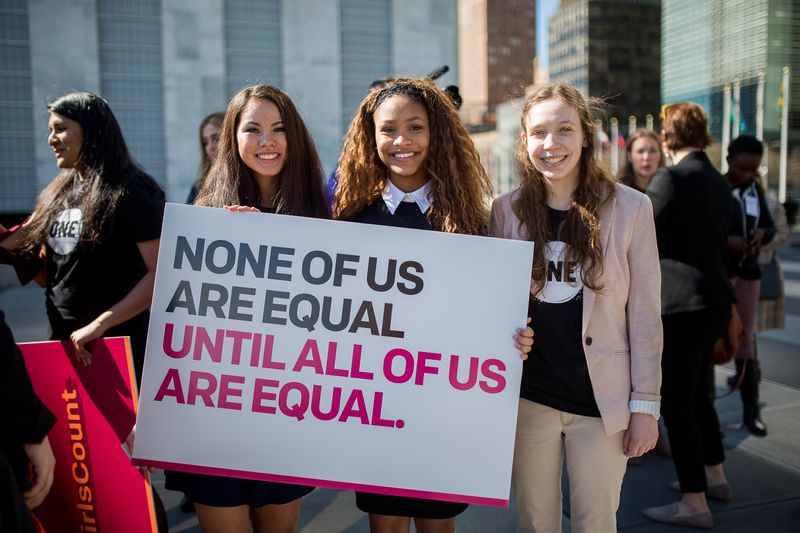 NONE OF US
ARE EQUAL
UNTIL ALL OF US
ARE EQUAL.
ONE
ONE
irlsCount